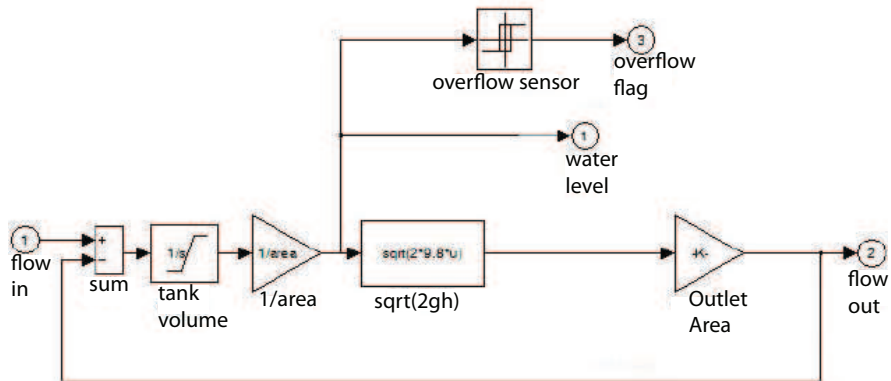 3
overflow sensor
overflow
flag
1
water
level
1
flow
in
+
−
sum
1/s
tank
volume
1/area
1/area
sqrt(2*9.8*u)
sqrt(2gh)
-K-
Outlet
Area
2
flow
out